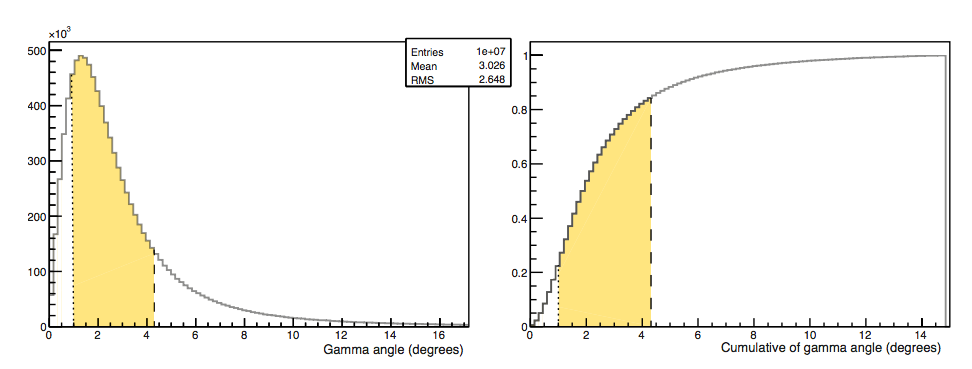 ×10³
500
400
300
200
100
0
0 2 4 6 8 10 12 14 16
Gamma angle (degrees)
Entries 1e+07
Mean 3.026
RMS 2.648
1
0.8
0.6
0.4
0.2
0
0 2 4 6 8 10 12 14
Cumulative of gamma angle (degrees)